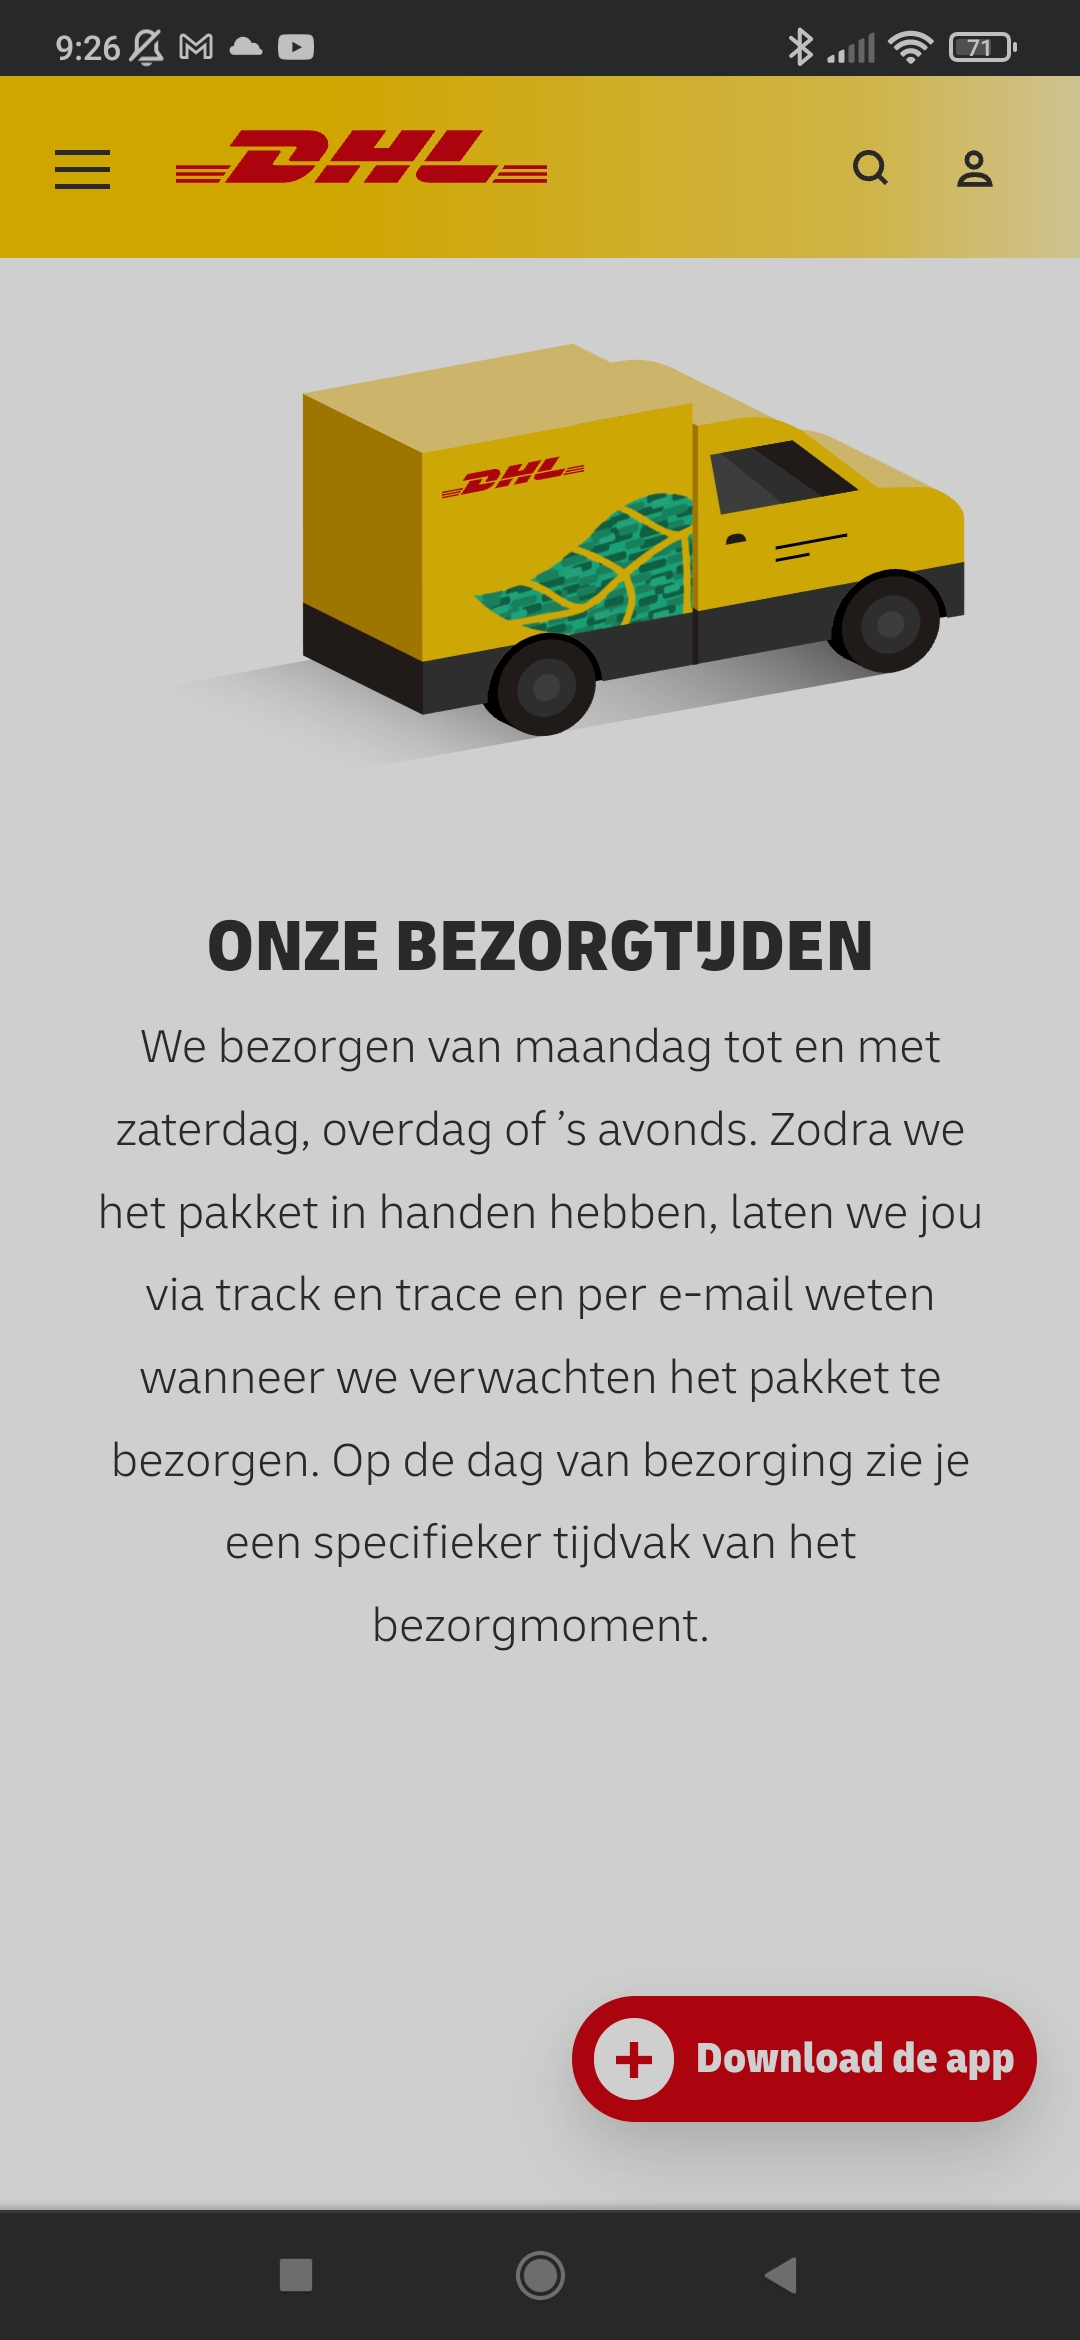 9:26
71
DHL
DHL
ONZE BEZORGTIJDEN
We bezorgen van maandag tot en met
zaterdag, overdag of ’s avonds. Zodra we
het pakket in handen hebben, laten we jou
via track en trace en per e-mail weten
wanneer we verwachten het pakket te
bezorgen. Op de dag van bezorging zie je
een specifieker tijdvak van het
bezorgmoment.
Download de app